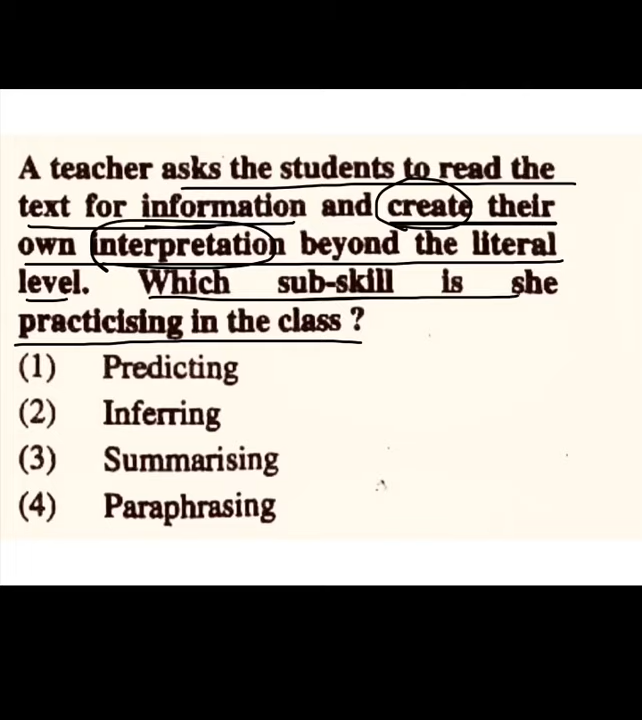 A teacher asks the students to read the
text for information and create their
own interpretation beyond the literal
level. Which sub-skill is she
practicising in the class ?
(1) Predicting
(2) Inferring
(3) Summarising
(4) Paraphrasing